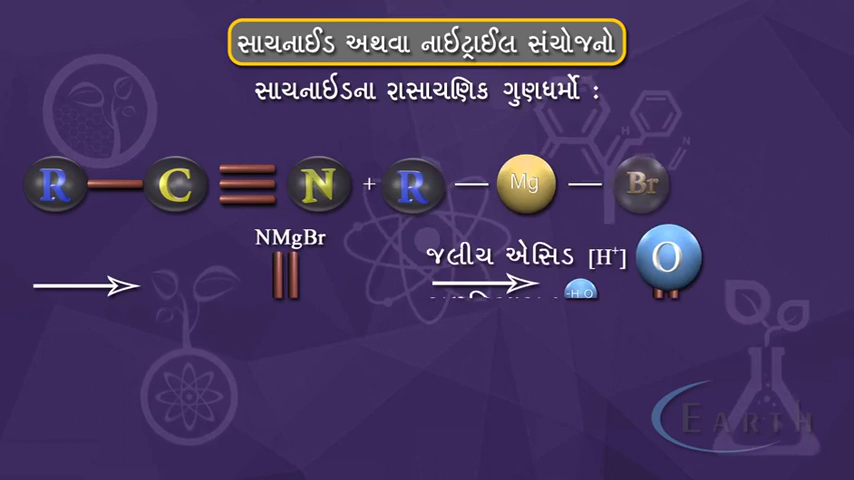 સાયનાઈડ અથવા નાઈટ્રાઈલ સંયોજનો
સાયનાઈડના રાસાયણિક ગુણધર્મો :
R C N + R — Mg — Br
NMgBr
જલીય એસિડ [H⁺] O
-H O
EARTH